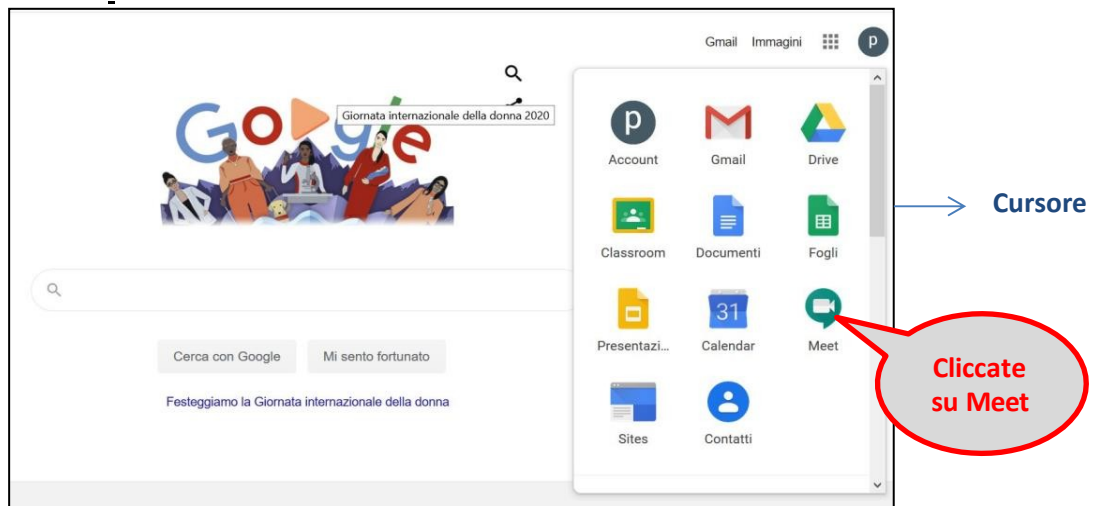 Gmail Immagini p
Google
Giornata internazionale della donna 2020
p
Account Gmail Drive
Classroom Documenti Fogli
31
Presentazi... Calendar Meet
Sites Contatti
Cerca con Google Mi sento fortunato
Festeggiamo la Giornata internazionale della donna
Cursore
Cliccate
su Meet